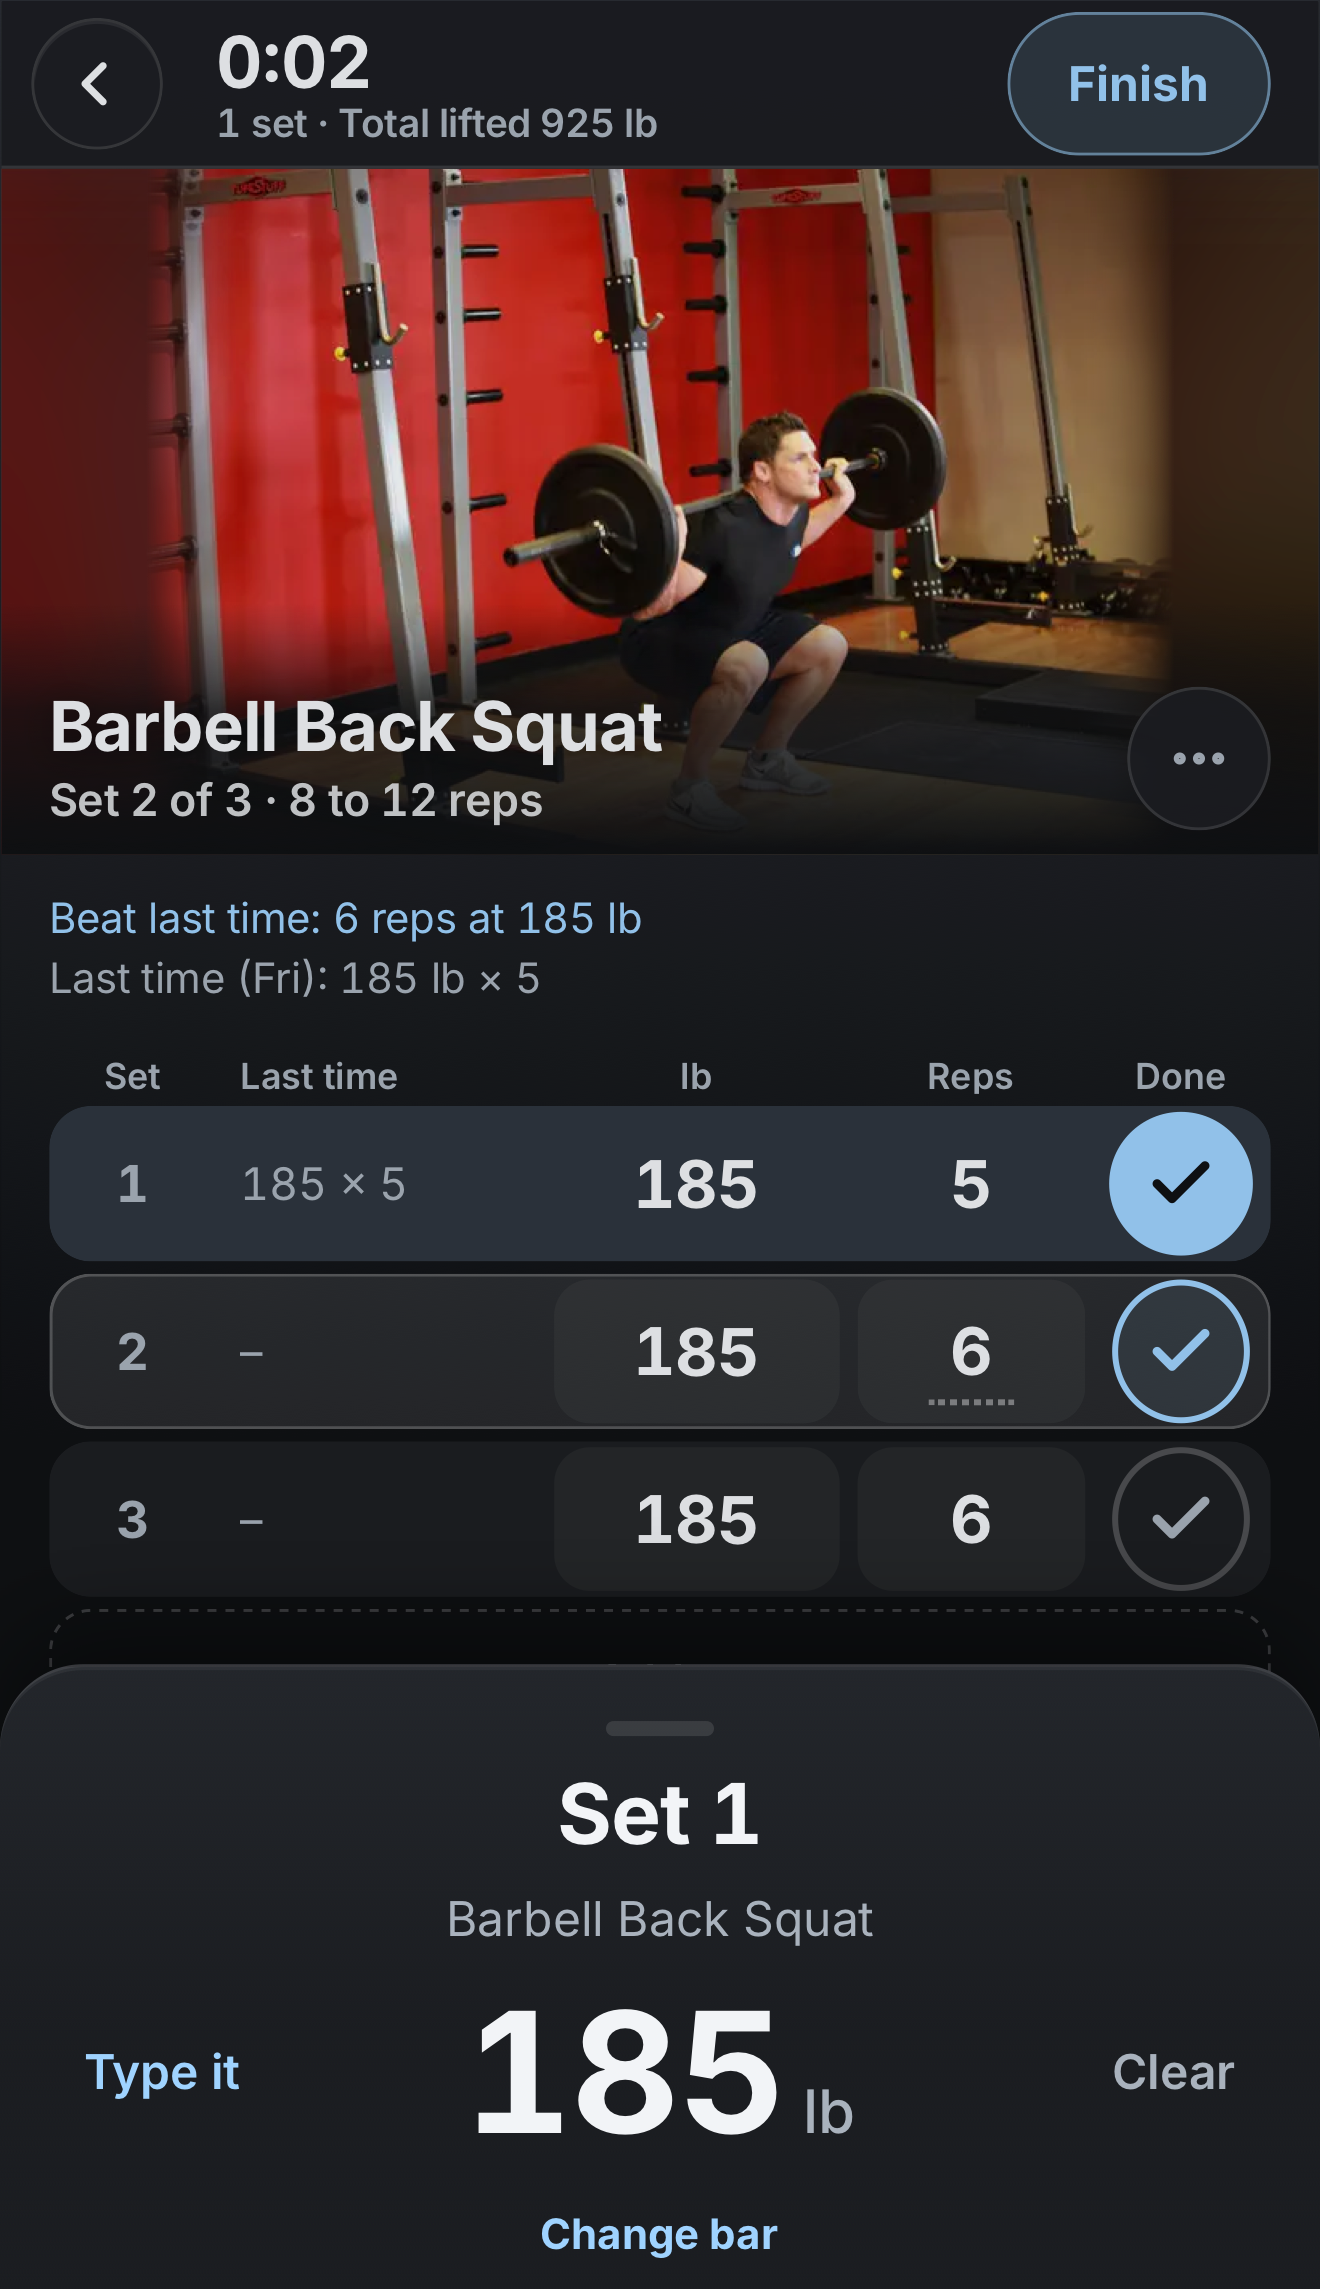 0:02
1 set · Total lifted 925 lb
Finish
Barbell Back Squat
Set 2 of 3 · 8 to 12 reps
Beat last time: 6 reps at 185 lb
Last time (Fri): 185 lb × 5
Set Last time lb Reps Done
1 185 × 5 185 5
2 – 185 6
3 – 185 6
Set 1
Barbell Back Squat
Type it 185 lb Clear
Change bar